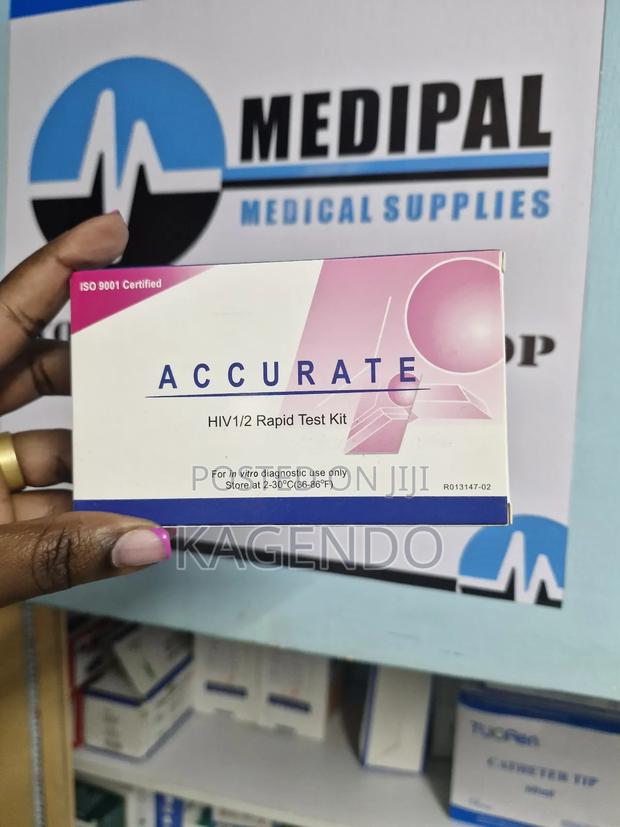 MEDIPAL
MEDICAL SUPPLIES
OP
ISO 9001 Certified
ACCURATE
HIV1/2 Rapid Test Kit
For in vitro diagnostic use only
Store at 2-30°C(36-86°F)
R013147-02
POSTED ON JIJI
KAGENDO
CATHETER TIP